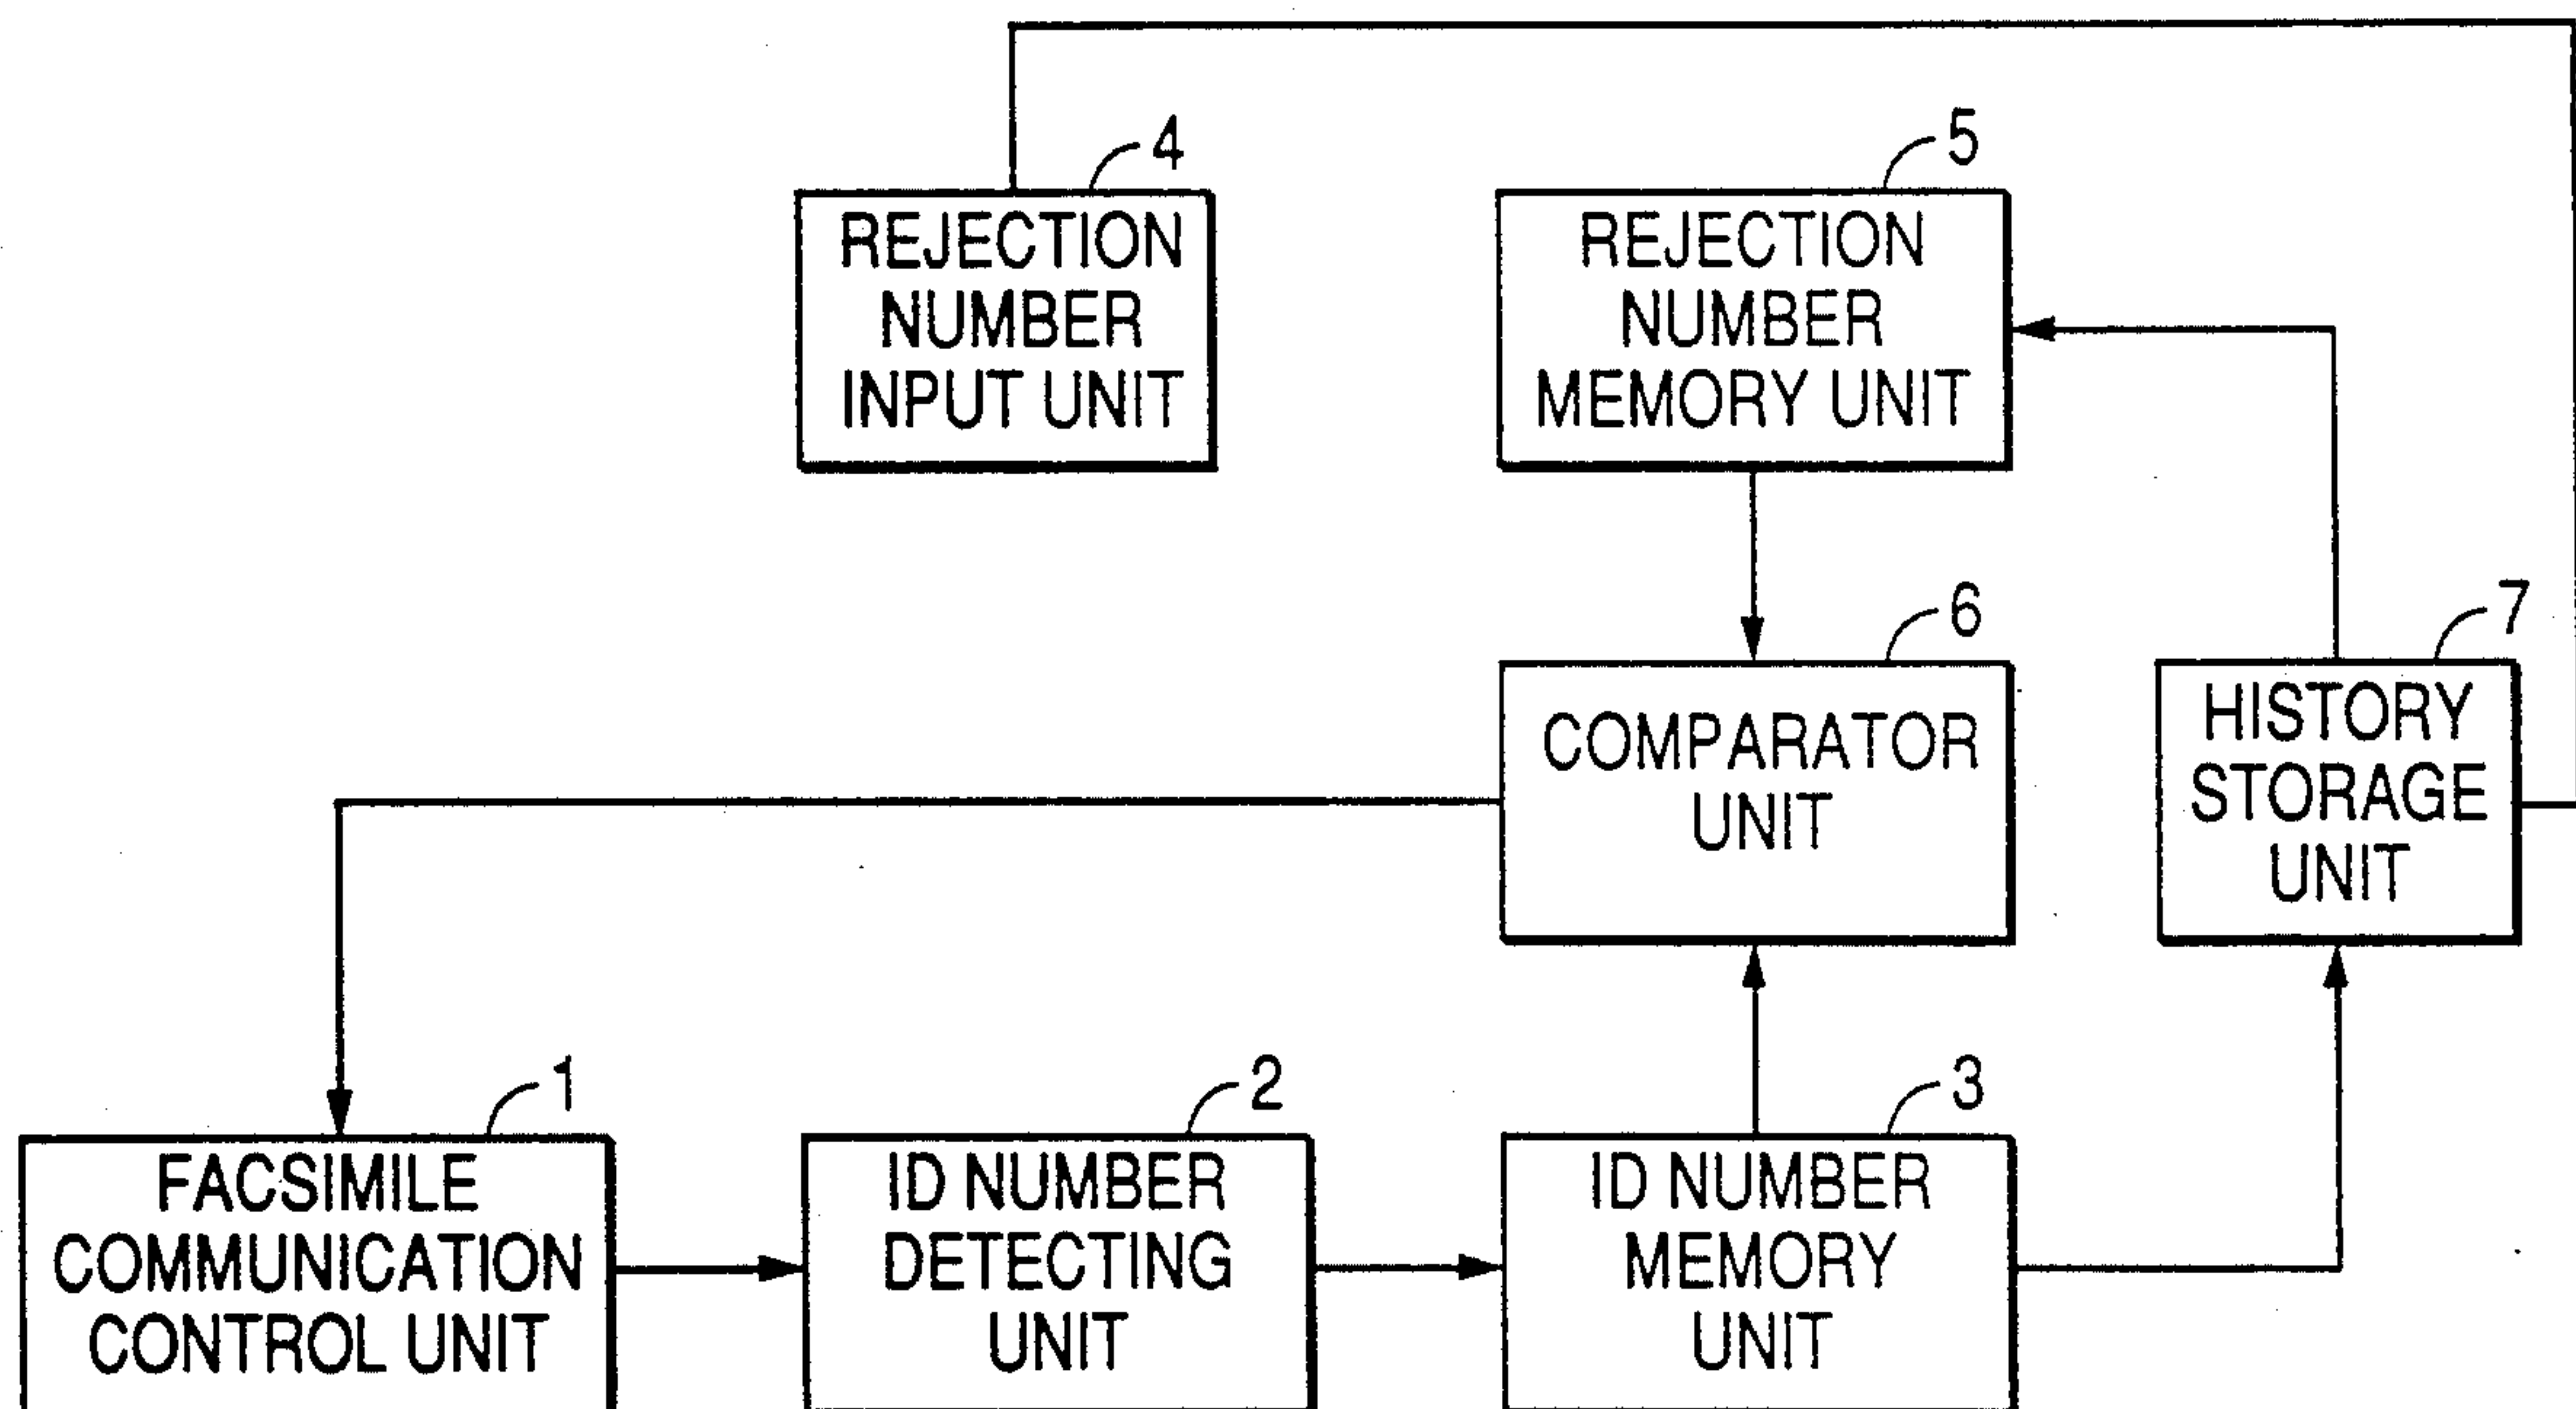 4
REJECTION
NUMBER
INPUT UNIT
5
REJECTION
NUMBER
MEMORY UNIT
6
COMPARATOR
UNIT
7
HISTORY
STORAGE
UNIT
1
FACSIMILE
COMMUNICATION
CONTROL UNIT
2
ID NUMBER
DETECTING
UNIT
3
ID NUMBER
MEMORY
UNIT